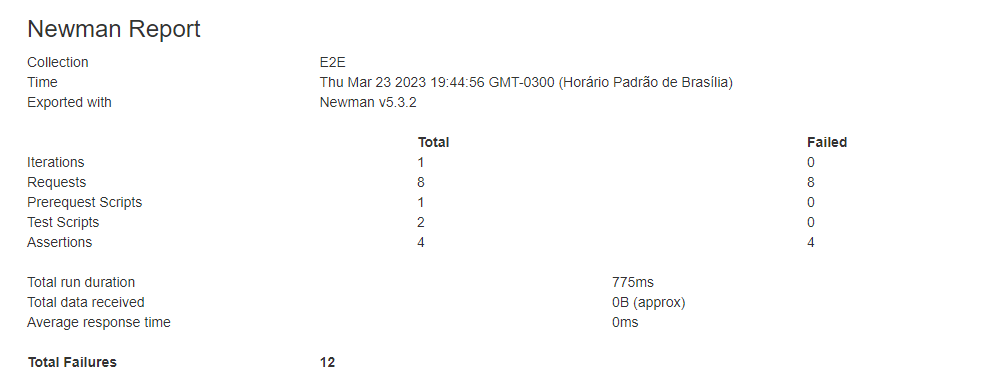 Newman Report
Collection E2E
Time Thu Mar 23 2023 19:44:56 GMT-0300 (Horário Padrão de Brasília)
Exported with Newman v5.3.2
Total Failed
Iterations 1 0
Requests 8 8
Prerequest Scripts 1 0
Test Scripts 2 0
Assertions 4 4
Total run duration 775ms
Total data received 0B (approx)
Average response time 0ms
Total Failures 12